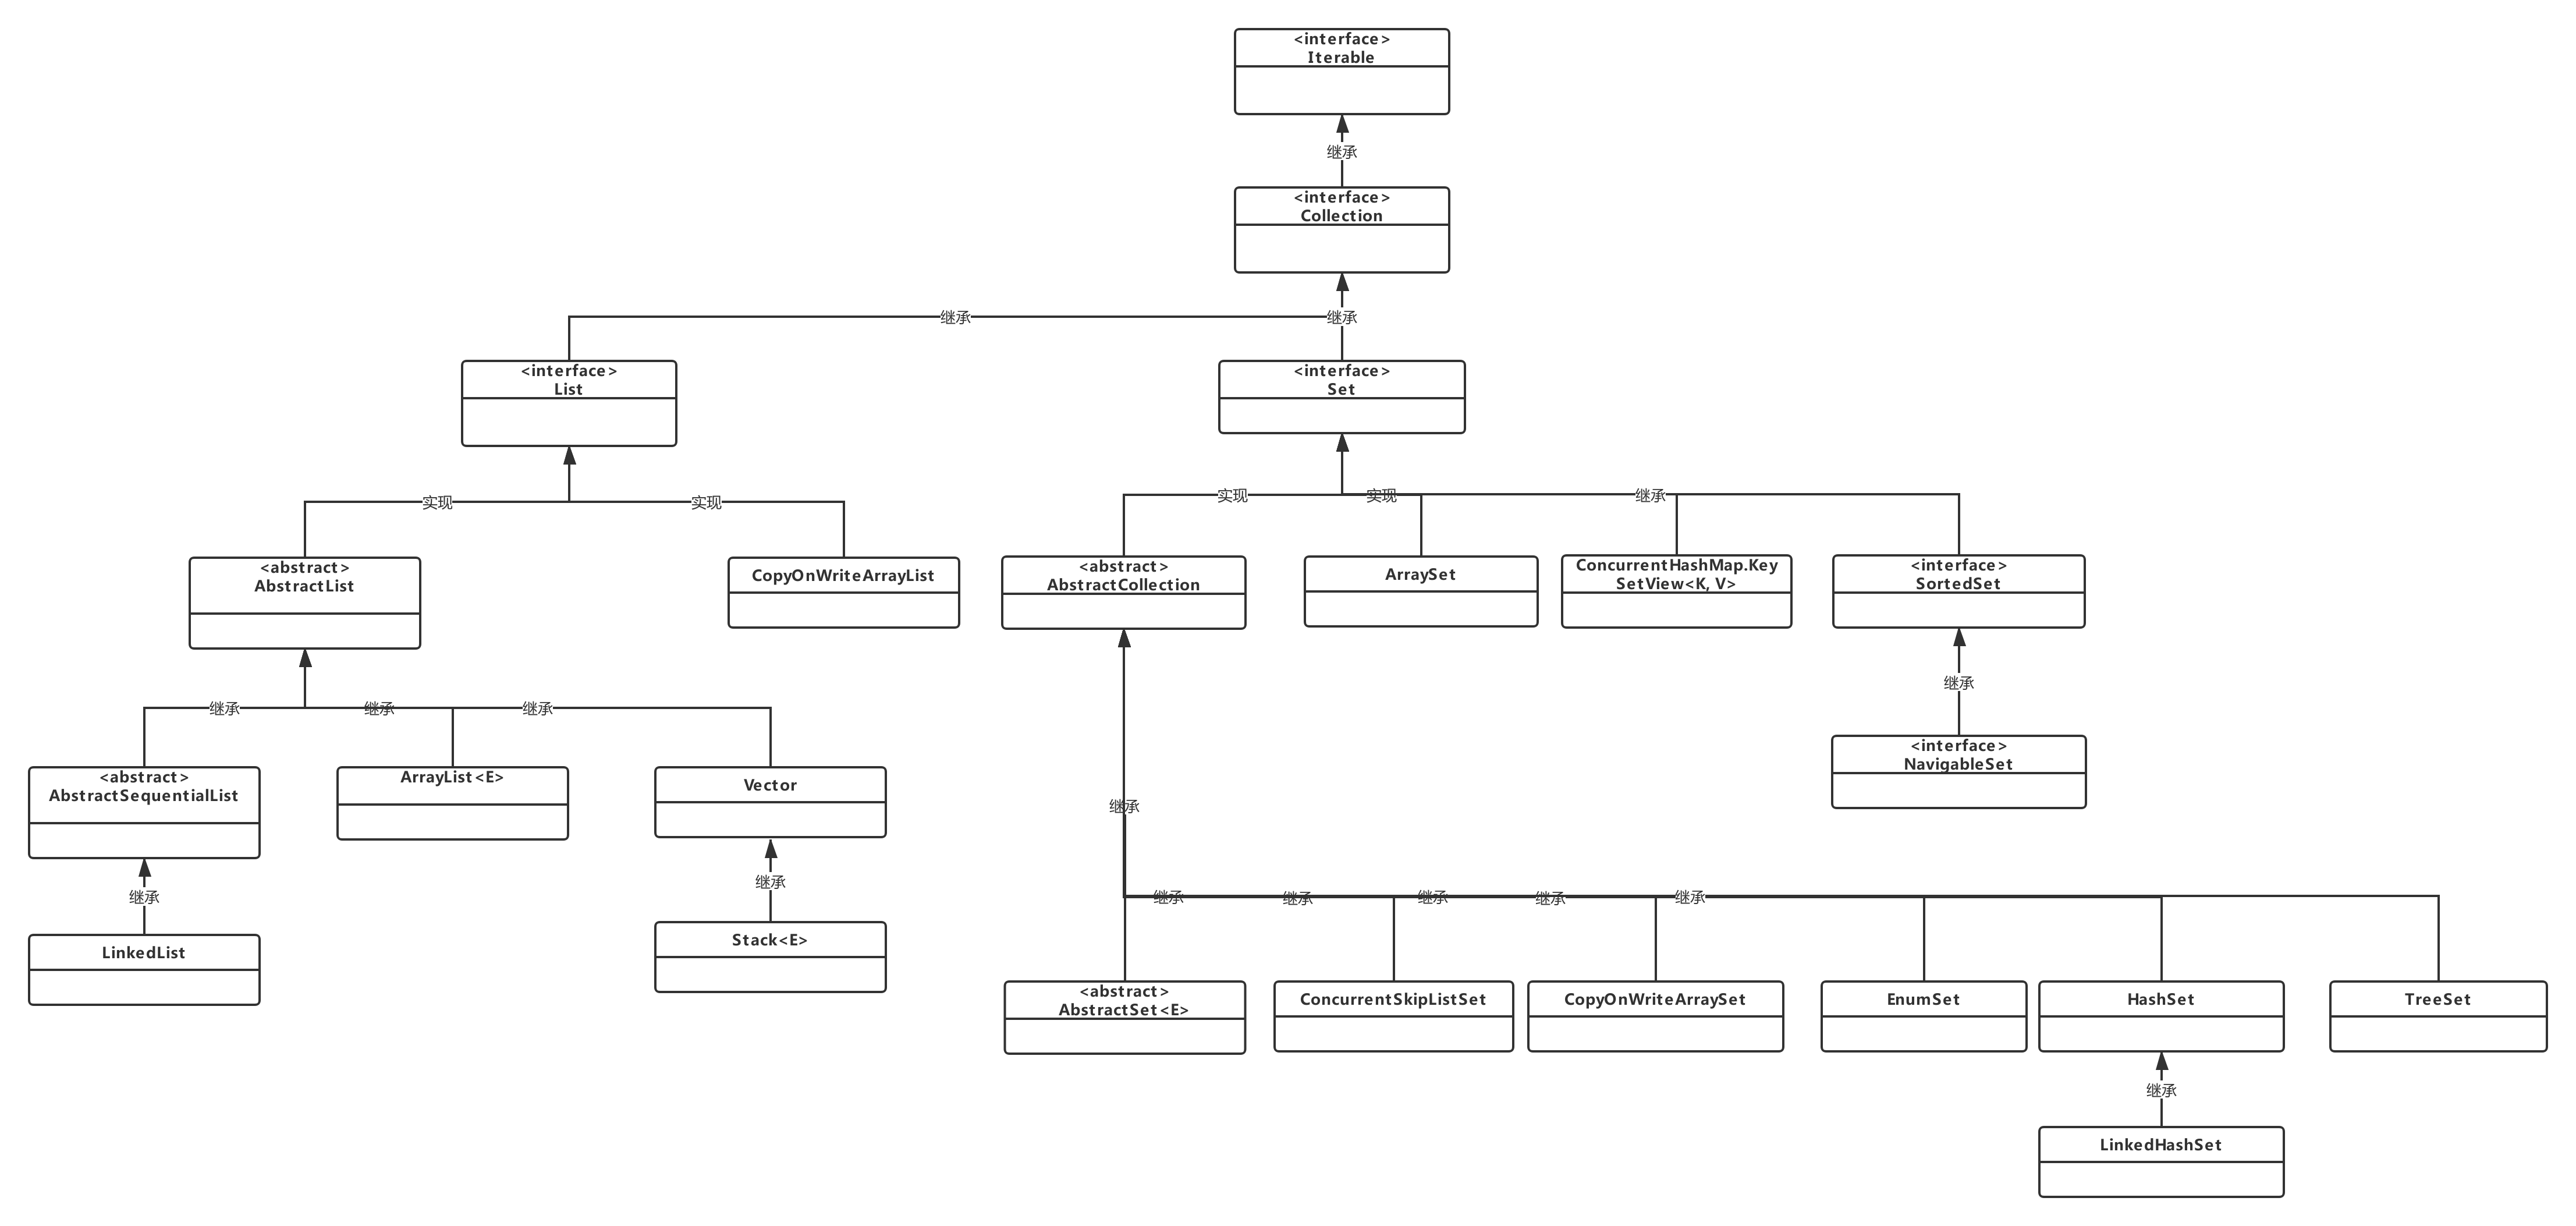 <interface>
Iterable
继承
<interface>
Collection
继承
继承
<interface>
List
<interface>
Set
实现
实现
实现
实现
继承
<abstract>
AbstractList
CopyOnWriteArrayList
<abstract>
AbstractCollection
ArraySet
ConcurrentHashMap.Key
SetView<K, V>
<interface>
SortedSet
继承
继承
继承
继承
<abstract>
AbstractSequentialList
ArrayList<E>
Vector
<interface>
NavigableSet
继承
继承
继承
继承
继承
继承
继承
继承
LinkedList
Stack<E>
<abstract>
AbstractSet<E>
ConcurrentSkipListSet
CopyOnWriteArraySet
EnumSet
HashSet
TreeSet
继承
LinkedHashSet